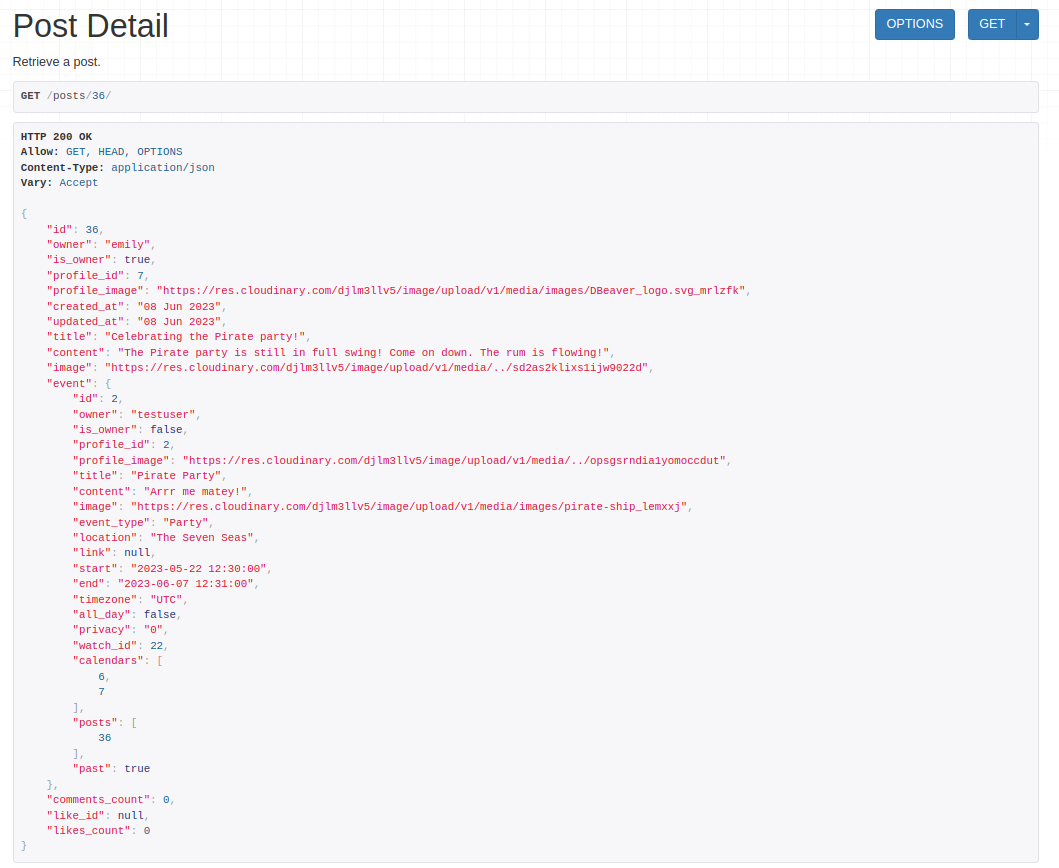 Post Detail
OPTIONS
GET
Retrieve a post.
GET /posts/36/
HTTP 200 OK
Allow: GET, HEAD, OPTIONS
Content-Type: application/json
Vary: Accept
{
    "id": 36,
    "owner": "emily",
    "is_owner": true,
    "profile_id": 7,
    "profile_image": "https://res.cloudinary.com/djlm3llv5/image/upload/v1/media/images/DBeaver_logo.svg_mrlzfk",
    "created_at": "08 Jun 2023",
    "updated_at": "08 Jun 2023",
    "title": "Celebrating the Pirate party!",
    "content": "The Pirate party is still in full swing! Come on down. The rum is flowing!",
    "image": "https://res.cloudinary.com/djlm3llv5/image/upload/v1/media/../sd2as2klixs1ijw9022d",
    "event": {
        "id": 2,
        "owner": "testuser",
        "is_owner": false,
        "profile_id": 2,
        "profile_image": "https://res.cloudinary.com/djlm3llv5/image/upload/v1/media/../opsgsrndia1yomoccdut",
        "title": "Pirate Party",
        "content": "Arrr me matey!",
        "image": "https://res.cloudinary.com/djlm3llv5/image/upload/v1/media/images/pirate-ship_lemxxj",
        "event_type": "Party",
        "location": "The Seven Seas",
        "link": null,
        "start": "2023-05-22 12:30:00",
        "end": "2023-06-07 12:31:00",
        "timezone": "UTC",
        "all_day": false,
        "privacy": "0",
        "watch_id": 22,
        "calendars": [
            6,
            7
        ],
        "posts": [
            36
        ],
        "past": true
    },
    "comments_count": 0,
    "like_id": null,
    "likes_count": 0
}